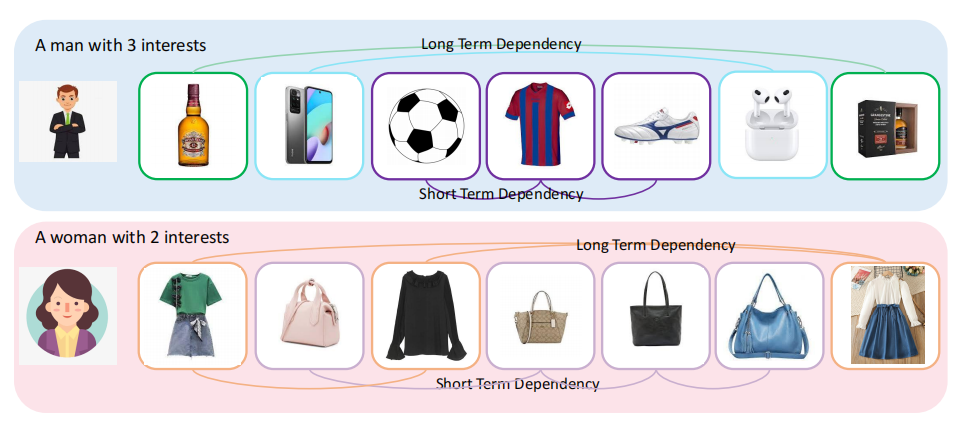 A man with 3 interests
Long Term Dependency
Short Term Dependency
A woman with 2 interests
Long Term Dependency
Short Term Dependency